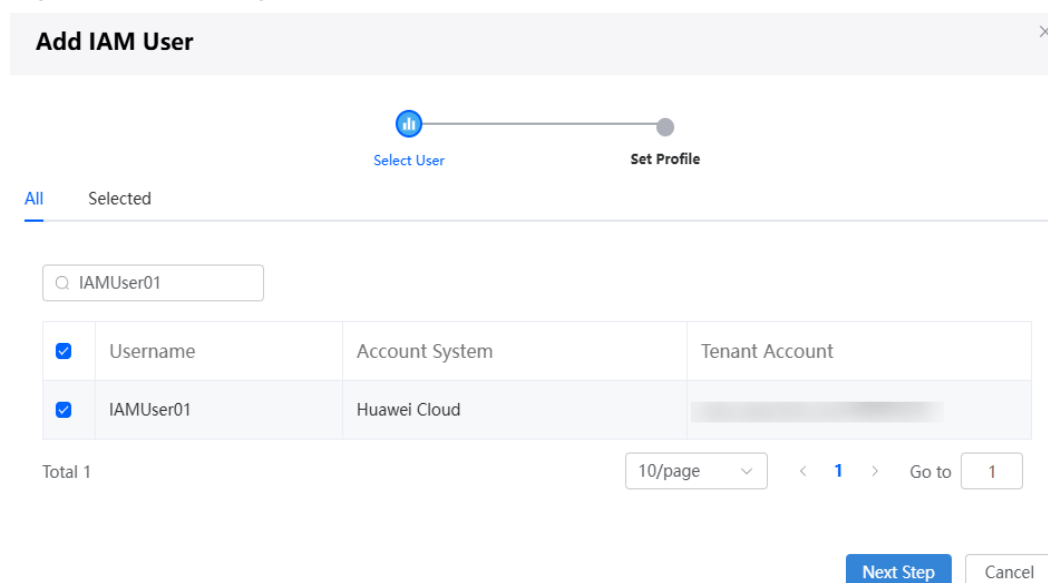 Add IAM User
Select User Set Profile
All Selected
IAMUser01
Username Account System Tenant Account
IAMUser01 Huawei Cloud
Total 1 10/page 1 Go to 1
Next Step Cancel